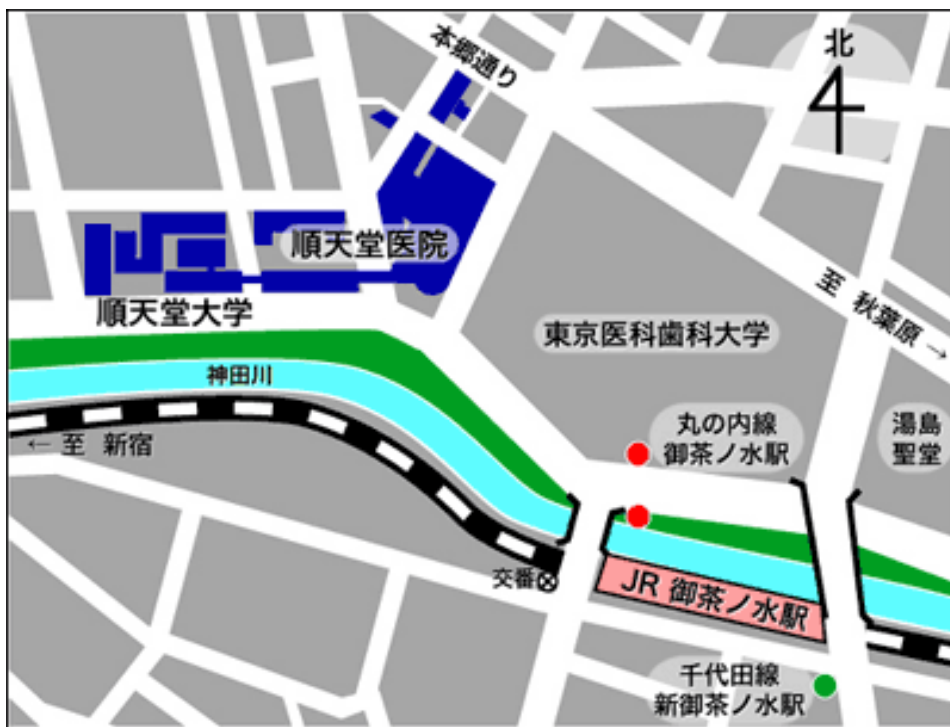 本郷通り
北
順天堂医院
至 秋葉原 →
順天堂大学
東京医科歯科大学
神田川
丸の内線
御茶ノ水駅
湯島
聖堂
← 至 新宿
交番
JR 御茶ノ水駅
千代田線
新御茶ノ水駅